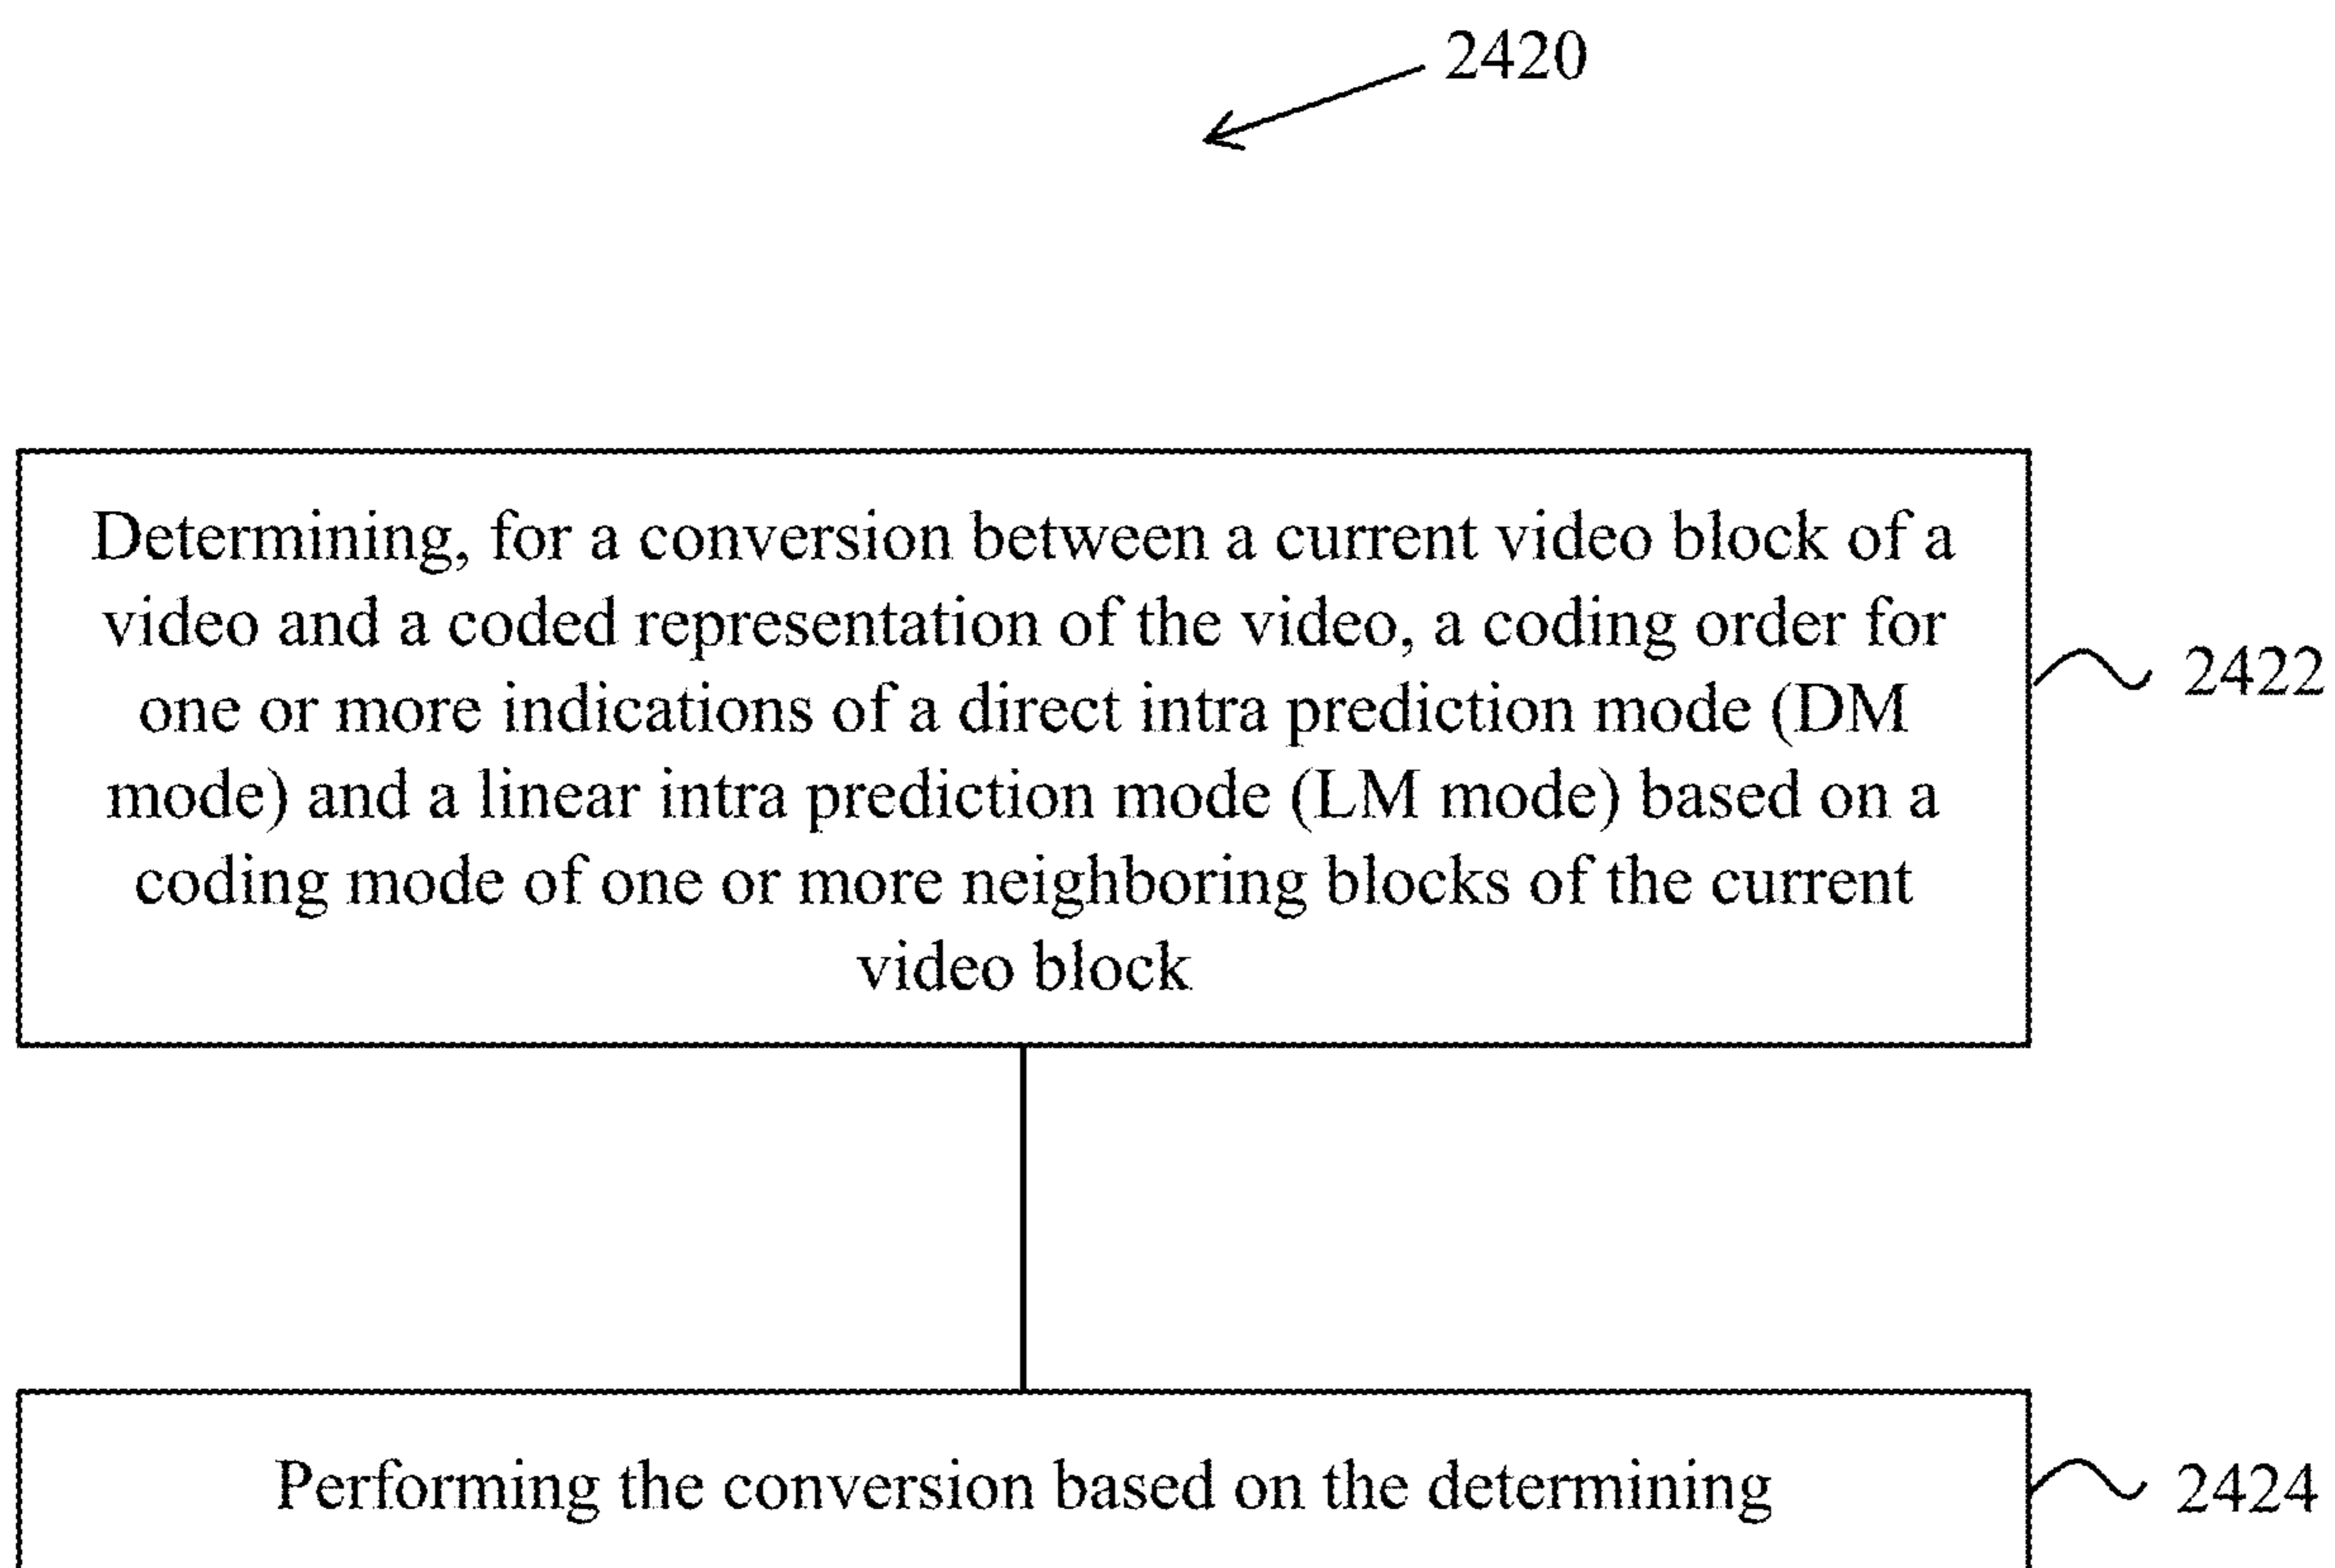 2420
Determining, for a conversion between a current video block of a
video and a coded representation of the video, a coding order for
one or more indications of a direct intra prediction mode (DM
mode) and a linear intra prediction mode (LM mode) based on a
coding mode of one or more neighboring blocks of the current
video block
2422
Performing the conversion based on the determining
2424